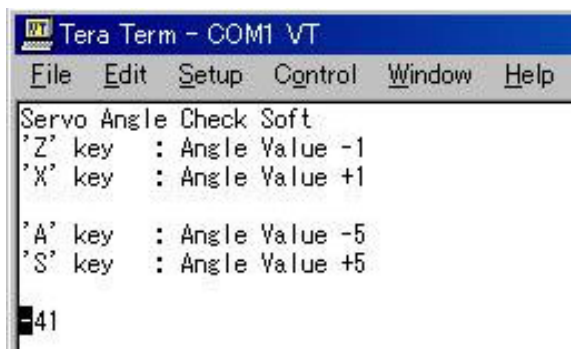 Tera Term - COM1 VT
File Edit Setup Control Window Help
Servo Angle Check Soft
'Z' key : Angle Value -1
'X' key : Angle Value +1
'A' key : Angle Value -5
'S' key : Angle Value +5
-41